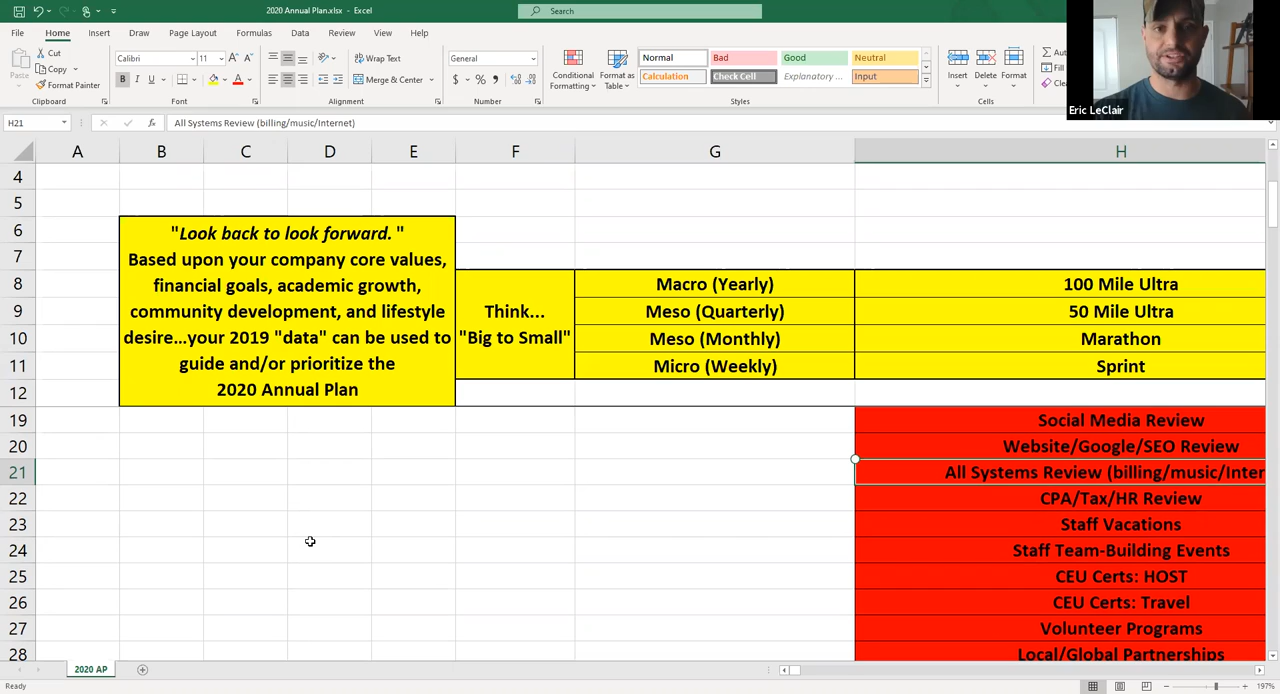 2020 Annual Plan.xlsx - Excel
Search
File Home Insert Draw Page Layout Formulas Data Review View Help
Cut
Copy
Format Painter
Paste
Clipboard
Calibri 11
B I U
Font
Wrap Text
Merge & Center
Alignment
General
$ % ,
Number
Conditional Formatting
Format as Table
Normal Bad Good Neutral
Calculation Check Cell Explanatory ... Input
Styles
Insert Delete Format
Cells
Fill
Eric LeClair
H21
All Systems Review (billing/music/Internet)
A B C D E F G H
4
5
6
7
8
9
10
11
12
19
20
21
22
23
24
25
26
27
28
"Look back to look forward. "
Based upon your company core values,
financial goals, academic growth,
community development, and lifestyle
desire...your 2019 "data" can be used to
guide and/or prioritize the
2020 Annual Plan
Think...
"Big to Small"
Macro (Yearly) 100 Mile Ultra
Meso (Quarterly) 50 Mile Ultra
Meso (Monthly) Marathon
Micro (Weekly) Sprint
Social Media Review
Website/Google/SEO Review
All Systems Review (billing/music/Inter
CPA/Tax/HR Review
Staff Vacations
Staff Team-Building Events
CEU Certs: HOST
CEU Certs: Travel
Volunteer Programs
Local/Global Partnerships
2020 AP
Ready
197%